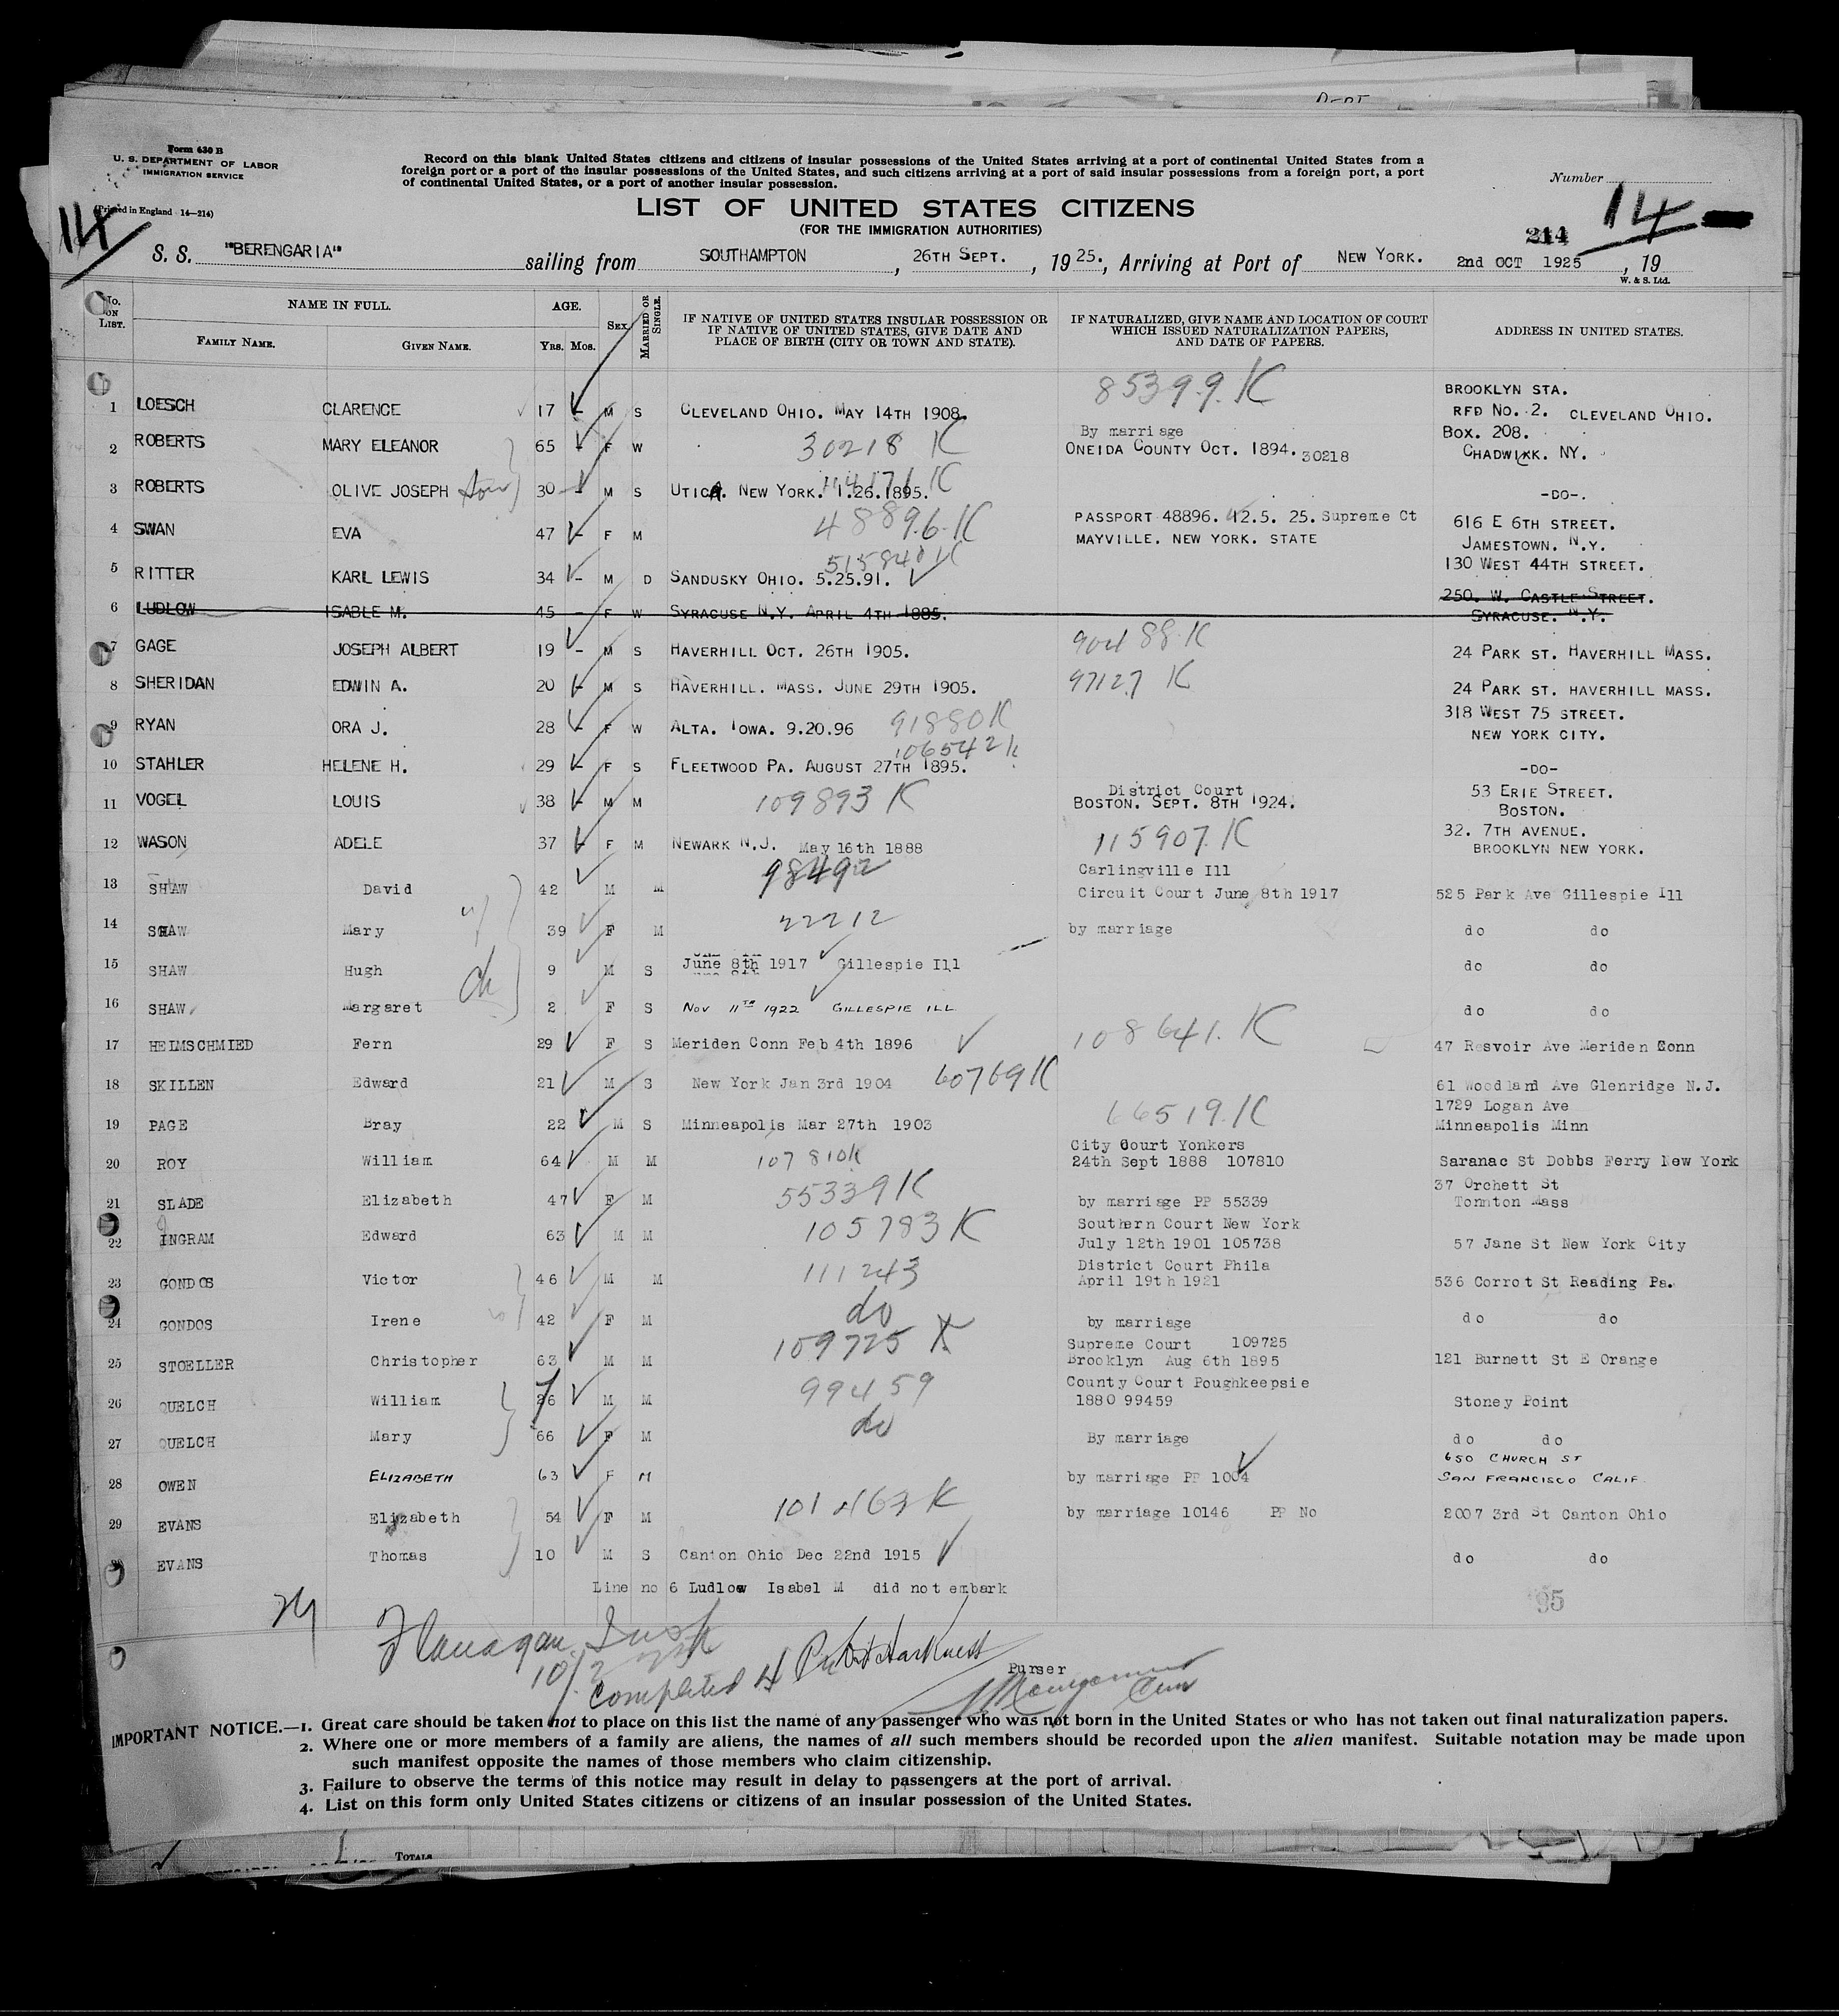 Form 630 B
U. S. DEPARTMENT OF LABOR
IMMIGRATION SERVICE
(Printed in England 14—214)
Record on this blank United States citizens and citizens of insular possessions of the United States arriving at a port of continental United States from a
foreign port or a port of the insular possessions of the United States, and such citizens arriving at a port of said insular possessions from a foreign port, a port
of continental United States, or a port of another insular possession.
Number
14
14
LIST OF UNITED STATES CITIZENS
(FOR THE IMMIGRATION AUTHORITIES)
214
S. S. "BERENGARIA" sailing from SOUTHAMPTON, 26TH SEPT., 1925., Arriving at Port of NEW YORK. 2nd OCT 1925, 19
W. & S. Ltd.
No. ON LIST. NAME IN FULL. AGE. SEX. MARRIED OR SINGLE. IF NATIVE OF UNITED STATES INSULAR POSSESSION OR IF NATIVE OF UNITED STATES, GIVE DATE AND PLACE OF BIRTH (CITY OR TOWN AND STATE). IF NATURALIZED, GIVE NAME AND LOCATION OF COURT WHICH ISSUED NATURALIZATION PAPERS, AND DATE OF PAPERS. ADDRESS IN UNITED STATES.
FAMILY NAME. GIVEN NAME. YRS. MOS.
85399.K BROOKLYN STA.
1 LOESCH CLARENCE 17 - M S CLEVELAND OHIO. MAY 14TH 1908. RFD NO. 2. CLEVELAND OHIO.
By marriage BOX. 208.
2 ROBERTS MARY ELEANOR 65 - F W 30218 K ONEIDA COUNTY OCT. 1894. 30218 CHADWIKK. NY.
3 ROBERTS OLIVE JOSEPH son 30 - M S UTICA. NEW YORK. 1.26.1895. -DO-.
PASSPORT 48896. 12.5. 25. Supreme Ct 616 E 6TH STREET.
4 SWAN EVA 47 - F M 48896.K MAYVILLE. NEW YORK. STATE JAMESTOWN. N.Y.
515840K 130 WEST 44TH STREET.
5 RITTER KARL LEWIS 34 - M D SANDUSKY OHIO. 5.25.91.
250. W. CASTLE STREET.
6 LUDLOW ISABLE M. 45 - F W SYRACUSE N.Y. APRIL 4TH 1885. SYRACUSE. N.Y.
7 GAGE JOSEPH ALBERT 19 - M S HAVERHILL OCT. 26TH 1905. 90488.K 24 PARK ST. HAVERHILL MASS.
8 SHERIDAN EDWIN A. 20 - M S HAVERHILL. MASS. JUNE 29TH 1905. 97127 K 24 PARK ST. HAVERHILL MASS.
318 WEST 75 STREET.
9 RYAN ORA J. 28 - F W ALTA. IOWA. 9.20.96 91880K NEW YORK CITY.
106542K
10 STAHLER HELENE H. 29 - F S FLEETWOOD PA. AUGUST 27TH 1895. -DO-
District Court 53 ERIE STREET.
11 VOGEL LOUIS 38 - M M 109893 K BOSTON. SEPT. 8TH 1924. BOSTON.
32. 7TH AVENUE.
12 WASON ADELE 37 - F M NEWARK N.J. May 16th 1888 115907.K BROOKLYN NEW YORK.
98492 Carlingville Ill
13 SHAW David 42 M M Circuit Court June 8th 1917 525 Park Ave Gillespie Ill
14 SHAW Mary 39 F M 22212 by marriage do do
15 SHAW Hugh 9 M S June 8th 1917 Gillespie Ill do do
ch
16 SHAW Margaret 2 F S NOV 11TH 1922 GILLESPIE ILL. do do
17 HEIMSCHMIED Fern 29 F S Meriden Conn Feb 4th 1896 108641.K 47 Resvoir Ave Meriden Conn
18 SKILLEN Edward 21 M S New York Jan 3rd 1904 60769K 61 Woodland Ave Glenridge N.J.
66519.K 1729 Logan Ave
19 PAGE Bray 22 M S Minneapolis Mar 27th 1903 Minneapolis Minn
City Court Yonkers
20 ROY William 64 M M 107810K 24th Sept 1888 107810 Saranac St Dobbs Ferry New York
37 Orchett St
21 SLADE Elizabeth 47 F M 55339K by marriage PP 55339 Tonnton Mass
Southern Court New York
22 INGRAM Edward 63 M M 105783K July 12th 1901 105738 57 Jane St New York City
District Court Phila
23 GONDOS Victor 46 M M 111243 April 19th 1921 536 Corrot St Reading Pa.
24 GONDOS Irene 42 F M do by marriage do do
Supreme Court 109725
25 STOELLER Christopher 63 M M 109725 K Brooklyn Aug 6th 1895 121 Burnett St E Orange
County Court Poughkeepsie
26 QUELCH William 76 M M 99459 1880 99459 Stoney Point
27 QUELCH Mary 66 F M do By marriage do do
650 CHURCH ST
28 OWEN ELIZABETH 63 F M by marriage PP 1004 SAN FRANCISCO CALIF.
29 EVANS Elizabeth 54 F M by marriage 10146 PP No 2007 3rd St Canton Ohio
30 EVANS Thomas 10 M S Canton Ohio Dec 22nd 1915 do do
Line no 6 Ludlow Isabel M did not embark
95
Flanagan
10/2
Completed
Purser
IMPORTANT NOTICE.—1. Great care should be taken not to place on this list the name of any passenger who was not born in the United States or who has not taken out final naturalization papers.
2. Where one or more members of a family are aliens, the names of all such members should be recorded upon the alien manifest. Suitable notation may be made upon
such manifest opposite the names of those members who claim citizenship.
3. Failure to observe the terms of this notice may result in delay to passengers at the port of arrival.
4. List on this form only United States citizens or citizens of an insular possession of the United States.
TOTALS